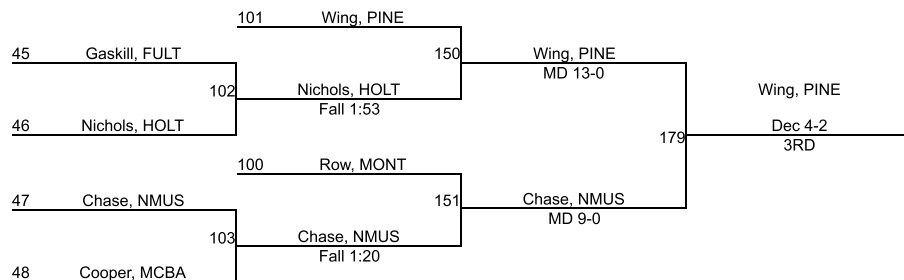 101 Wing, PINE
45 Gaskill, FULT
150 Wing, PINE
MD 13-0
102 Nichols, HOLT
Fall 1:53
Wing, PINE
46 Nichols, HOLT
179 Dec 4-2
3RD
100 Row, MONT
47 Chase, NMUS
151 Chase, NMUS
MD 9-0
103 Chase, NMUS
Fall 1:20
48 Cooper, MCBA